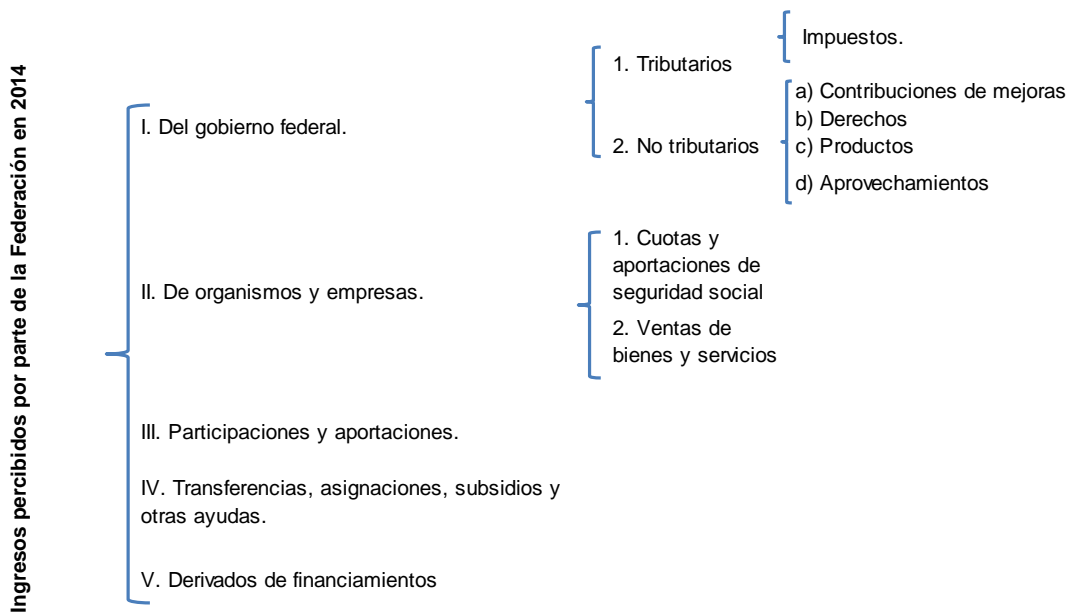 Ingresos percibidos por parte de la Federación en 2014
I. Del gobierno federal.
1. Tributarios
Impuestos.
2. No tributarios
a) Contribuciones de mejoras
b) Derechos
c) Productos
d) Aprovechamientos
II. De organismos y empresas.
1. Cuotas y
aportaciones de
seguridad social
2. Ventas de
bienes y servicios
III. Participaciones y aportaciones.
IV. Transferencias, asignaciones, subsidios y
otras ayudas.
V. Derivados de financiamientos